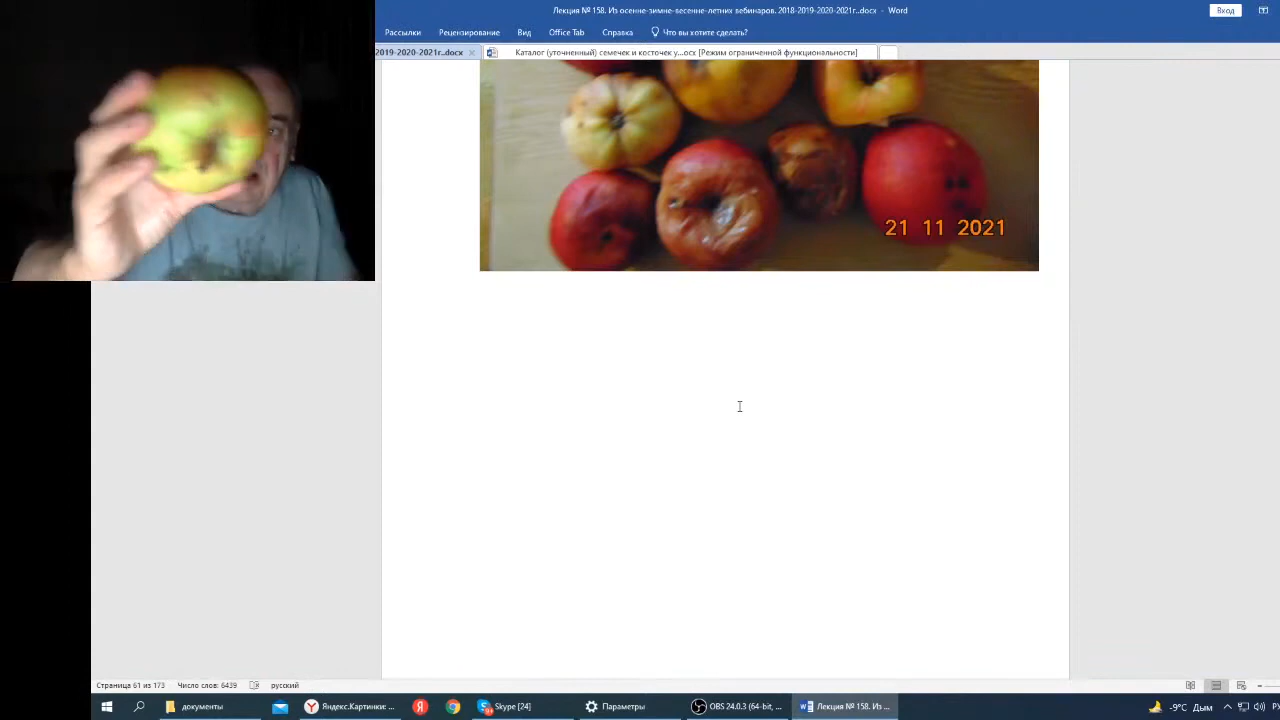 Лекция № 158. Из осенне-зимне-весенне-летних вебинаров. 2018-2019-2020-2021г..docx - Word
Вход
Рассылки Рецензирование Вид Office Tab Справка Что вы хотите сделать?
2019-2020-2021г..docx
Каталог (уточненный) семечек и косточек у...осх [Режим ограниченной функциональности]
21 11 2021
Страница 61 из 173 Число слов: 6439 русский
документы
Яндекс.Картинки: ...
Skype [24]
Параметры
OBS 24.0.3 (64-bit, ...
Лекция № 158. Из ...
-9°C Дым